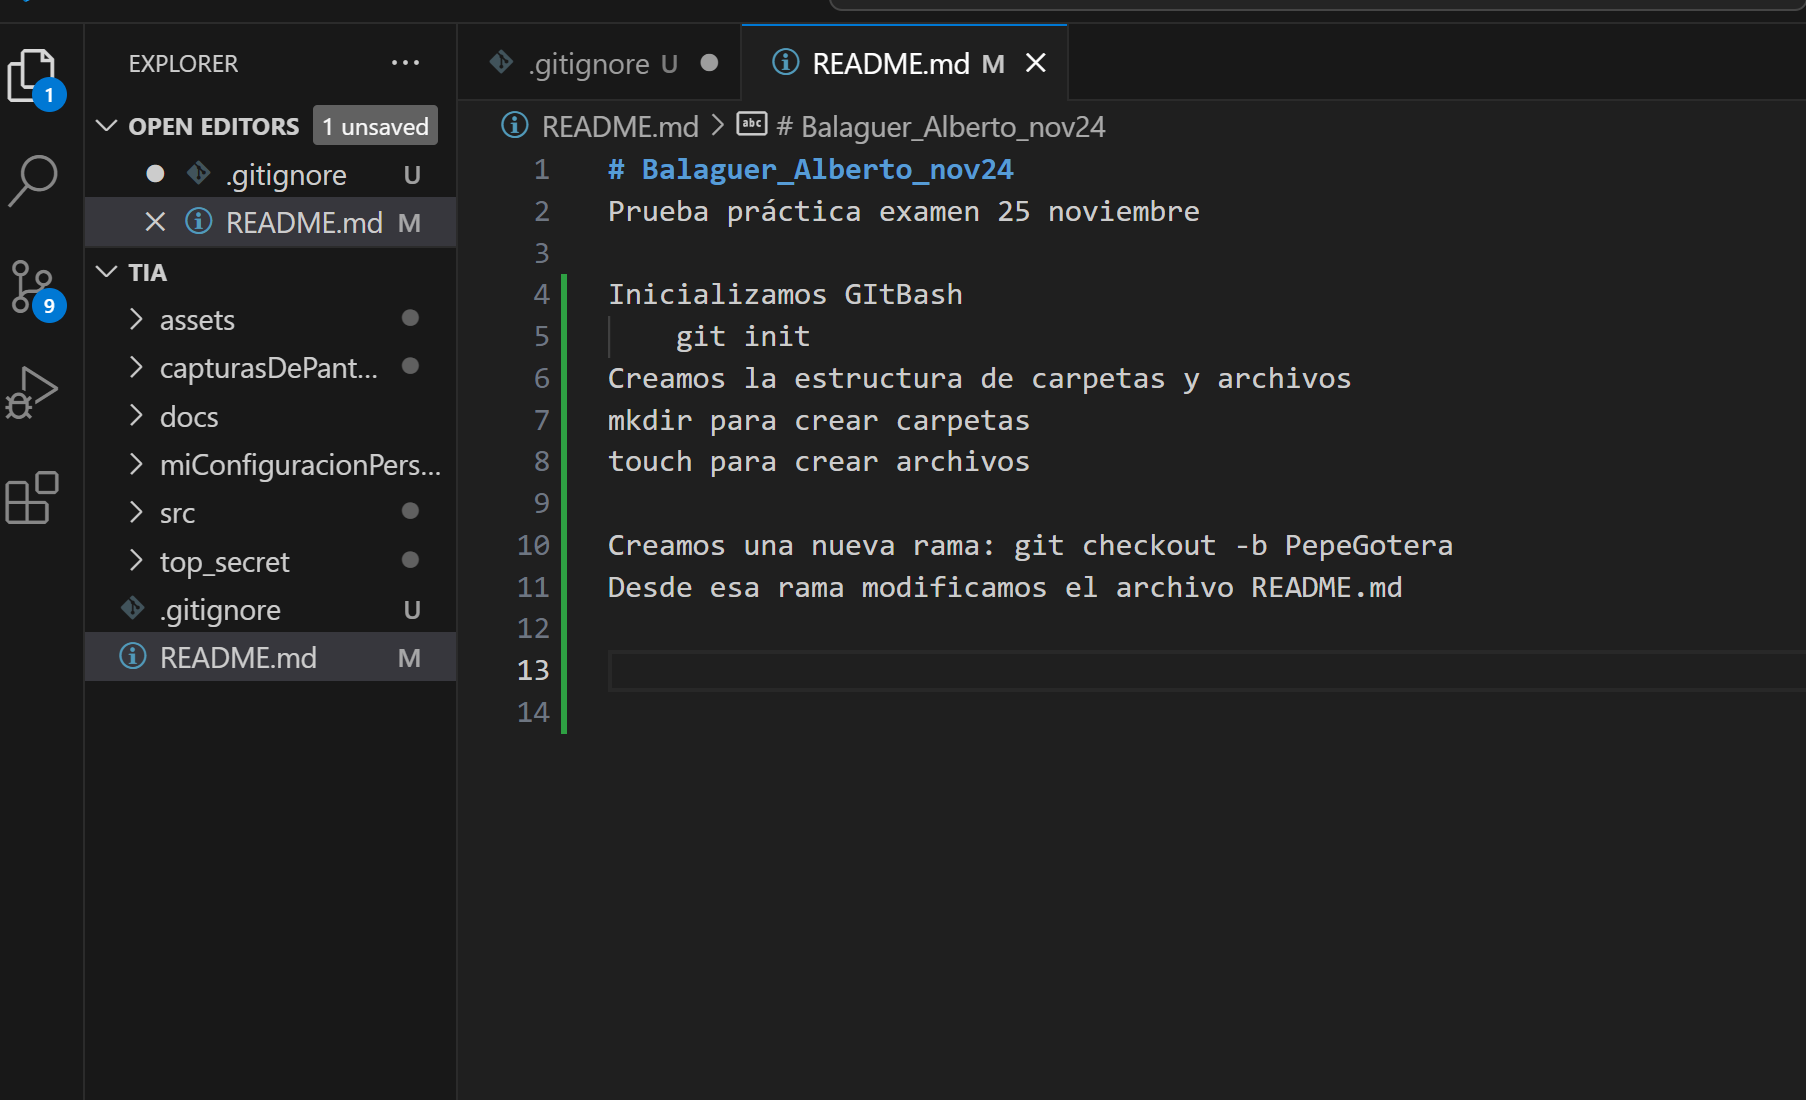 EXPLORER ...
1
OPEN EDITORS 1 unsaved
.gitignore U
README.md M
9
TIA
assets
capturasDePant...
docs
miConfiguracionPers...
src
top_secret
.gitignore U
README.md M
.gitignore U
README.md M
README.md > abc # Balaguer_Alberto_nov24
1 # Balaguer_Alberto_nov24
2 Prueba práctica examen 25 noviembre
3
4 Inicializamos GItBash
5 git init
6 Creamos la estructura de carpetas y archivos
7 mkdir para crear carpetas
8 touch para crear archivos
9
10 Creamos una nueva rama: git checkout -b PepeGotera
11 Desde esa rama modificamos el archivo README.md
12
13
14